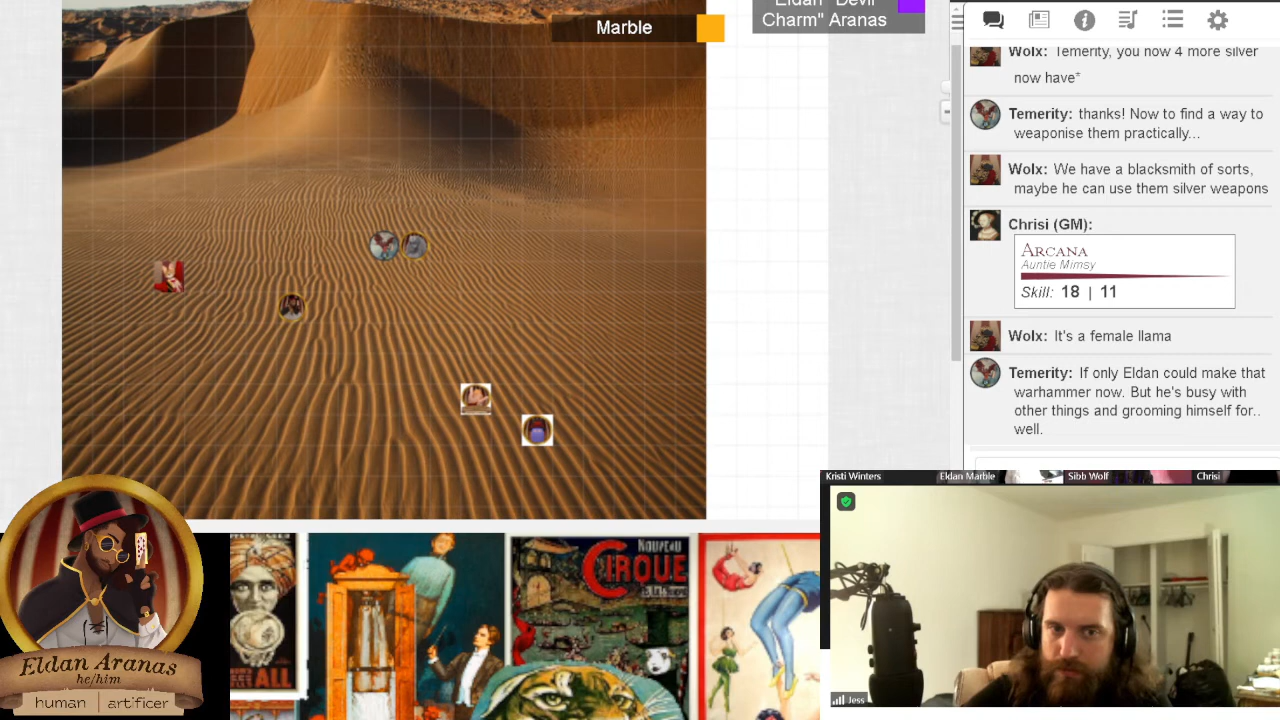 Marble
Eldan "Devil
Charm" Aranas
Wolx: Temerity, you now 4 more silver
now have*
Temerity: thanks! Now to find a way to
weaponise them practically...
Wolx: We have a blacksmith of sorts,
maybe he can use them silver weapons
Chrisi (GM):
Arcana
Auntie Mimsy
Skill: 18 | 11
Wolx: It's a female llama
Temerity: If only Eldan could make that
warhammer now. But he's busy with
other things and grooming himself for..
well.
Kristi Winters
Eldan Marble
Sibb Wolf
Chrisi
Jess
Eldan Aranas
he/him
human | artificer
ALL
NOUVEAU
CIRQUE